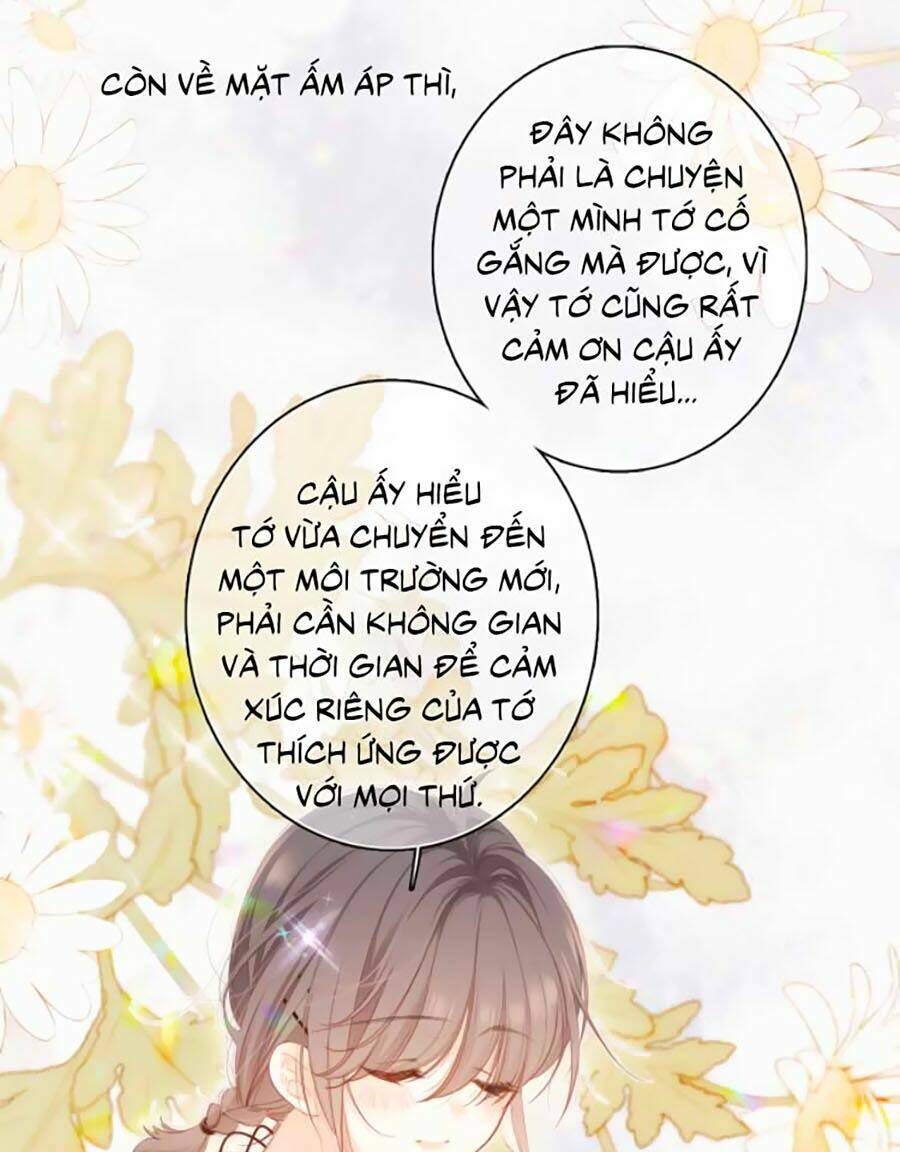 CÒN VỀ MẶT ẤM ÁP THÌ,
ĐÂY KHÔNG
PHẢI LÀ CHUYỆN
MỘT MÌNH TỚ CỐ
GẮNG MÀ ĐƯỢC, VÌ
VẬY TỚ CŨNG RẤT
CẢM ƠN CẬU ẤY
ĐÃ HIỂU...
CẬU ẤY HIỂU
TỚ VỪA CHUYỂN ĐẾN
MỘT MÔI TRƯỜNG MỚI,
PHẢI CẦN KHÔNG GIAN
VÀ THỜI GIAN ĐỂ CẢM
XÚC RIÊNG CỦA TỚ
THÍCH ỨNG ĐƯỢC
VỚI MỌI THỨ.